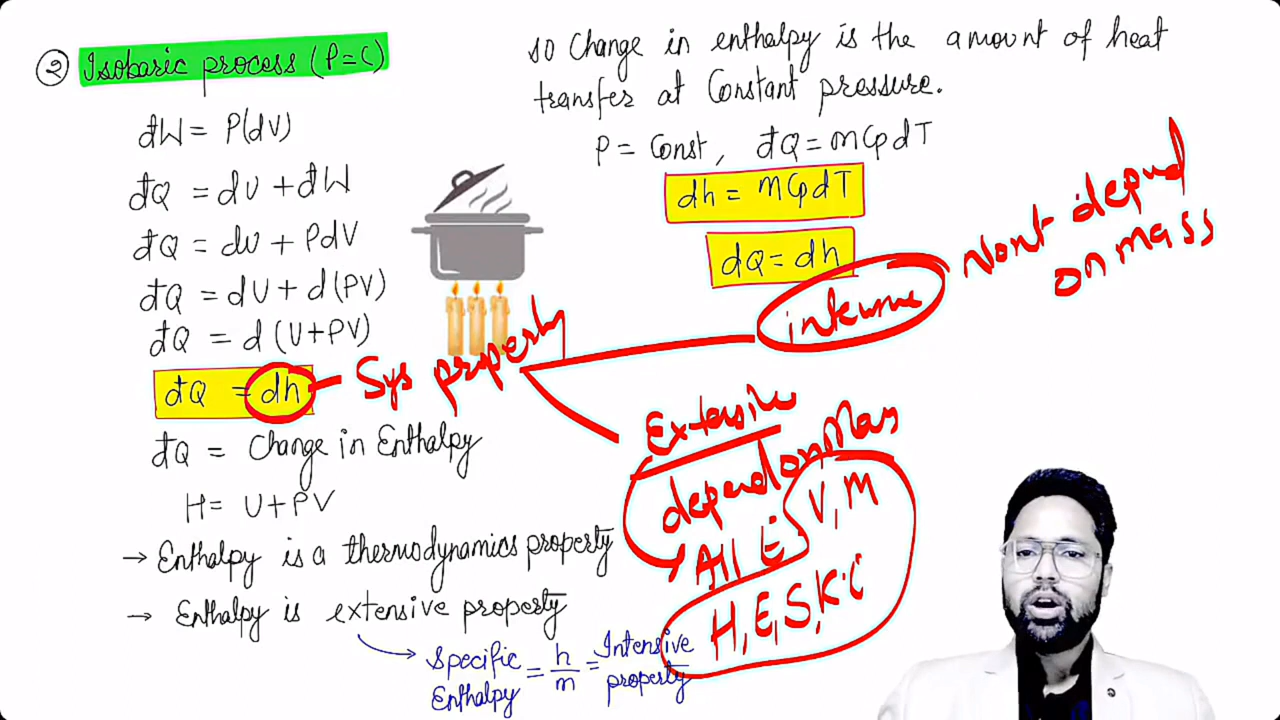 ② Isobaric process (P=C)
đW = P(dV)
đQ = dU + đW
đQ = dU + PdV
đQ = dU + d(PV)
đQ = d(U+PV)
đQ = dh
đQ = Change in Enthalpy
H = U+PV
→ Enthalpy is a thermodynamics property
→ Enthalpy is extensive property
Specific Enthalpy = h/m = Intensive property
so Change in enthalpy is the amount of heat
transfer at Constant pressure.
P = Const, đQ = mCpdT
dh = mCpdT
dQ = dh
Sys property
Not depend
on mass
Extensive
depend on Mass
All E
V, M
H, E, S, K.E